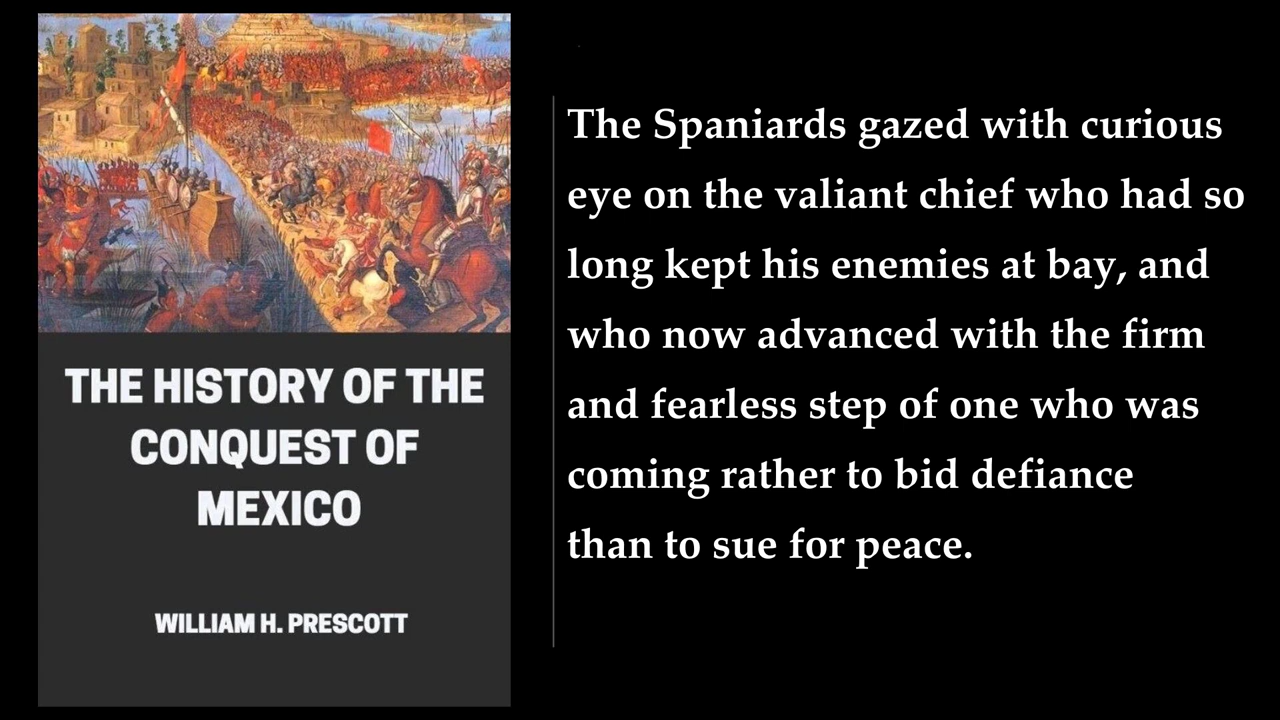 THE HISTORY OF THE
CONQUEST OF
MEXICO
WILLIAM H. PRESCOTT
The Spaniards gazed with curious
eye on the valiant chief who had so
long kept his enemies at bay, and
who now advanced with the firm
and fearless step of one who was
coming rather to bid defiance
than to sue for peace.